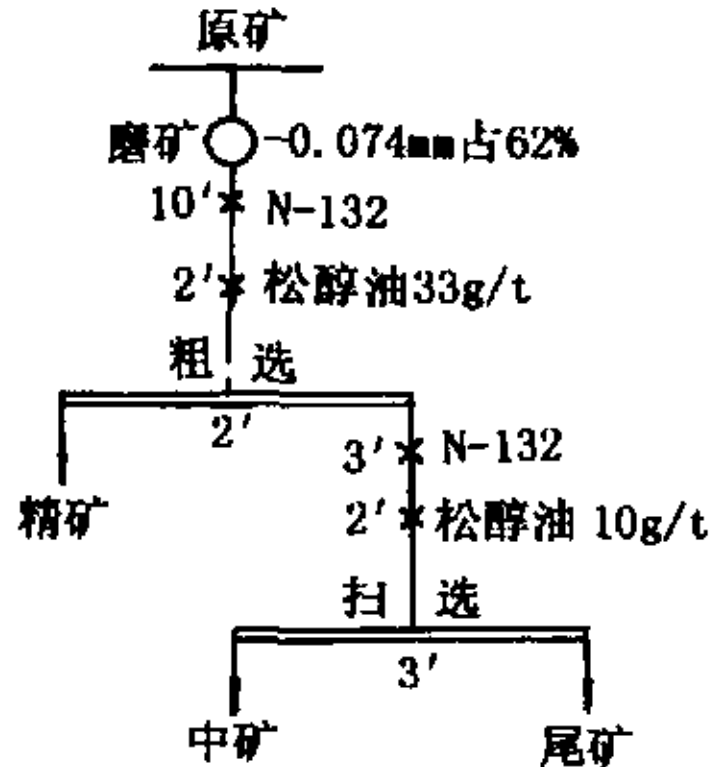 原矿
磨矿 -0.074mm占62%
10′ N-132
2′ 松醇油33g/t
粗 选
2′
3′ N-132
精矿
2′ 松醇油 10g/t
扫 选
3′
中矿 尾矿